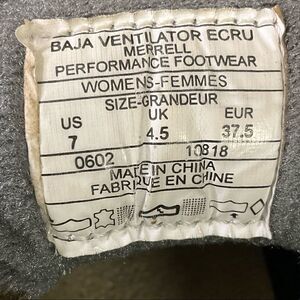 BAJA VENTILATOR ECRU
MERRELL
PERFORMANCE FOOTWEAR
WOMENS-FEMMES
SIZE-GRANDEUR
US UK EUR
7 4.5 37.5
0602 10818
MADE IN CHINA
FABRIQUE EN CHINE